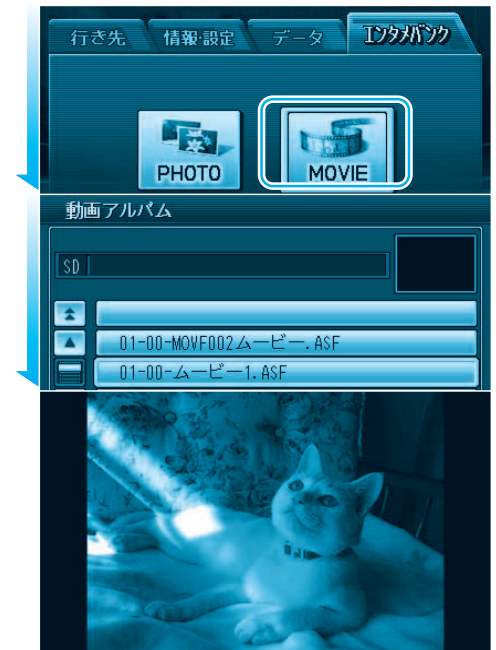 行き先 情報・設定 データ エンタメバンク
PHOTO MOVIE
動画アルバム
SD
01-00-MOVF002ムービー.ASF
01-00-ムービー1.ASF